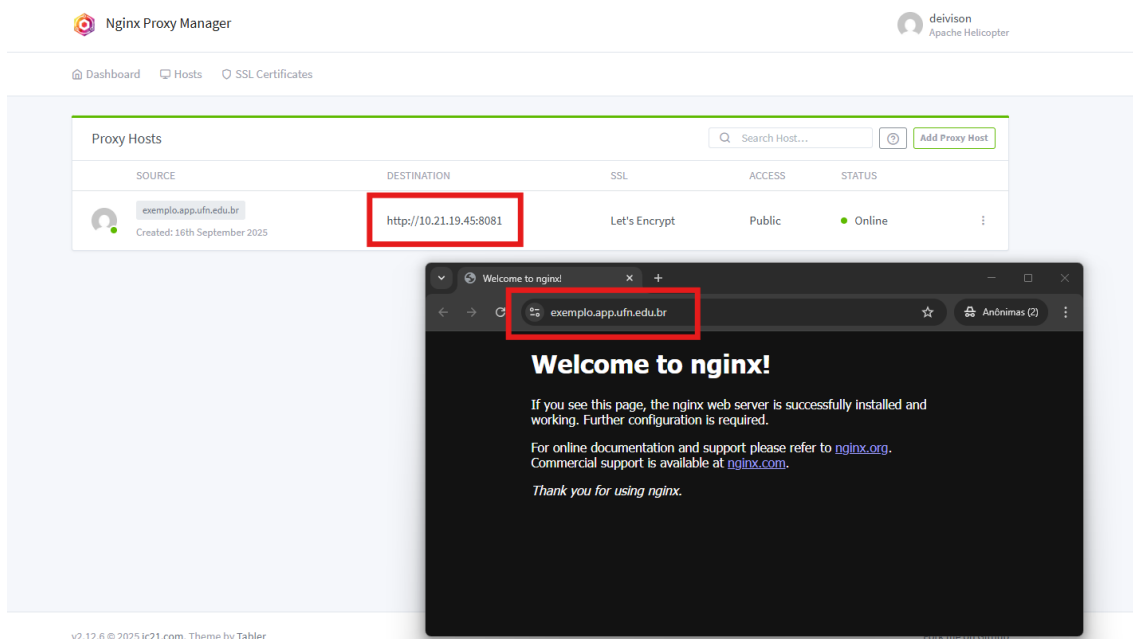 Nginx Proxy Manager
deivison
Apache Helicopter
Dashboard Hosts SSL Certificates
Proxy Hosts
Search Host...
Add Proxy Host
SOURCE DESTINATION SSL ACCESS STATUS
exemplo.app.ufn.edu.br
Created: 16th September 2025
http://10.21.19.45:8081
Let's Encrypt
Public
Online
Welcome to nginx!
exemplo.app.ufn.edu.br
Anônimas (2)
Welcome to nginx!
If you see this page, the nginx web server is successfully installed and
working. Further configuration is required.
For online documentation and support please refer to nginx.org.
Commercial support is available at nginx.com.
Thank you for using nginx.
v2.12.6 © 2025 jc21.com. Theme by Tabler